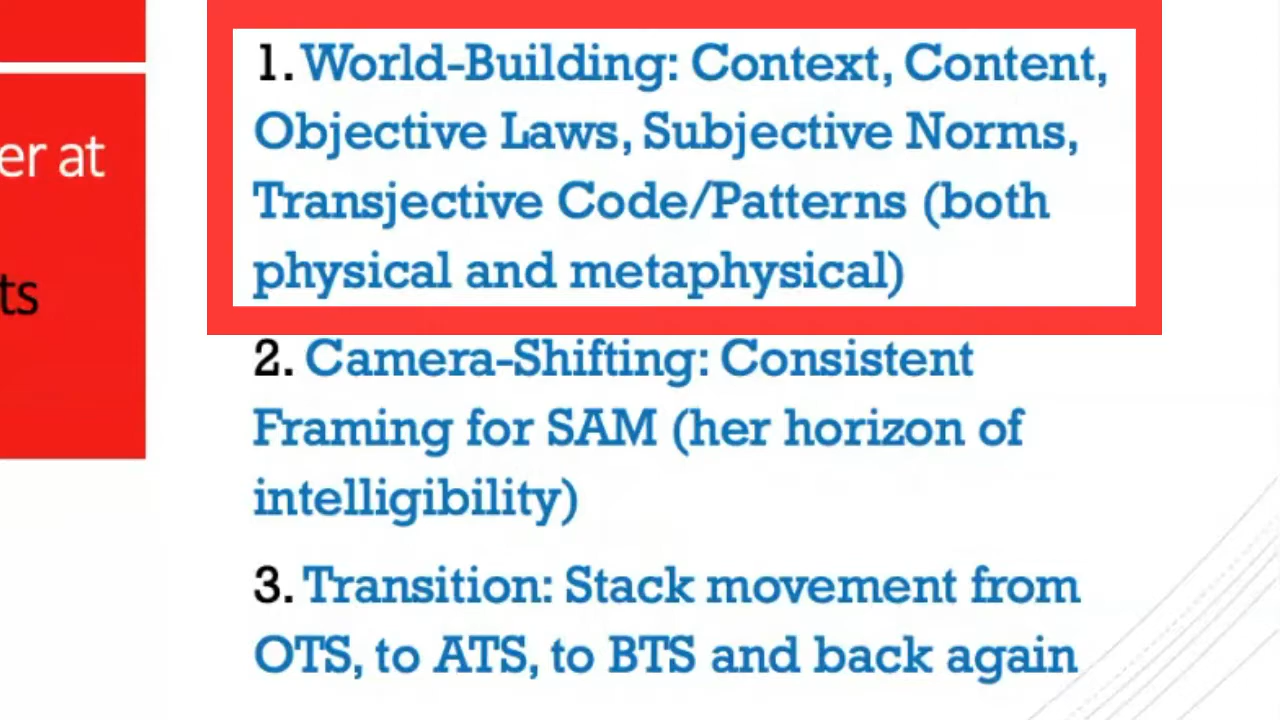 er at
ts
1. World-Building: Context, Content,
Objective Laws, Subjective Norms,
Transjective Code/Patterns (both
physical and metaphysical)
2. Camera-Shifting: Consistent
Framing for SAM (her horizon of
intelligibility)
3. Transition: Stack movement from
OTS, to ATS, to BTS and back again